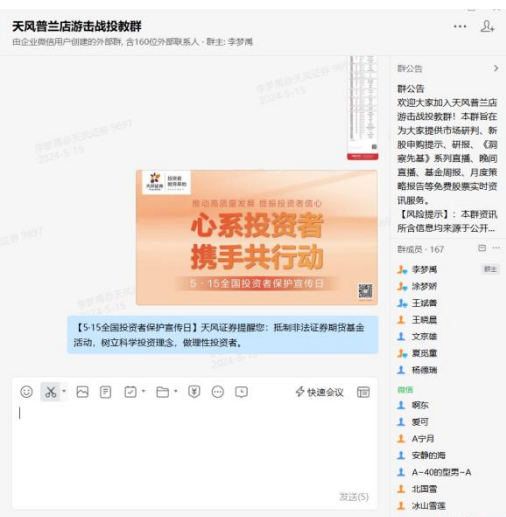 天风普兰店游击战投教群
由企业微信用户创建的外部群, 含160位外部联系人 · 群主: 李梦禹
天风证券
投资者
教育基地
推动高质量发展 提振投资者信心
心系投资者
携手共行动
5 · 15全国投资者保护宣传日
【5·15全国投资者保护宣传日】天风证券提醒您：抵制非法证券期货基金
活动，树立科学投资理念，做理性投资者。
快速会议
发送(S)
群公告
群公告
欢迎大家加入天风普兰店
游击战投教群！本群旨在
为大家提供市场研判、新
股申购提示、研报、《洞
察先基》系列直播、晚间
直播、基金周报、月度策
略报告等免费股票实时资
讯服务。
【风险提示】：本群资讯
所含信息均来源于公开...
群成员 · 167
李梦禹 群主
涂梦妍
王斌善
王晓晨
文京雄
夏觅童
杨德瑞
微信
啊东
爱可
A宁月
安静的海
A~40的型男~A
北国雪
冰山雪莲